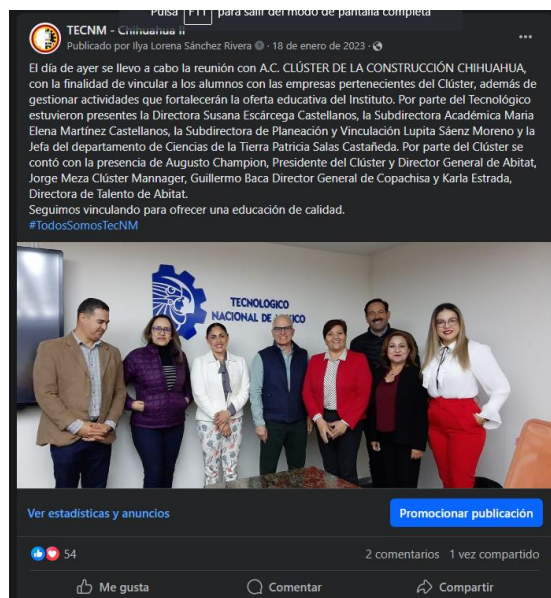 Pulsa F11 para salir del modo de pantalla completa
TECNM - Chihuahua II
Publicado por Ilya Lorena Sánchez Rivera · 18 de enero de 2023 ·
El día de ayer se llevo a cabo la reunión con A.C. CLÚSTER DE LA CONSTRUCCIÓN CHIHUAHUA,
con la finalidad de vincular a los alumnos con las empresas pertenecientes del Clúster, además de
gestionar actividades que fortalecerán la oferta educativa del Instituto. Por parte del Tecnológico
estuvieron presentes la Directora Susana Escárcega Castellanos, la Subdirectora Académica Maria
Elena Martínez Castellanos, la Subdirectora de Planeación y Vinculación Lupita Sáenz Moreno y la
Jefa del departamento de Ciencias de la Tierra Patricia Salas Castañeda. Por parte del Clúster se
contó con la presencia de Augusto Champion, Presidente del Clúster y Director General de Abitat,
Jorge Meza Clúster Mannager, Guillermo Baca Director General de Copachisa y Karla Estrada,
Directora de Talento de Abitat.
Seguimos vinculando para ofrecer una educación de calidad.
#TodosSomosTecNM
TECNOLÓGICO
NACIONAL DE MÉXICO
Ver estadísticas y anuncios
Promocionar publicación
54
2 comentarios 1 vez compartido
Me gusta
Comentar
Compartir